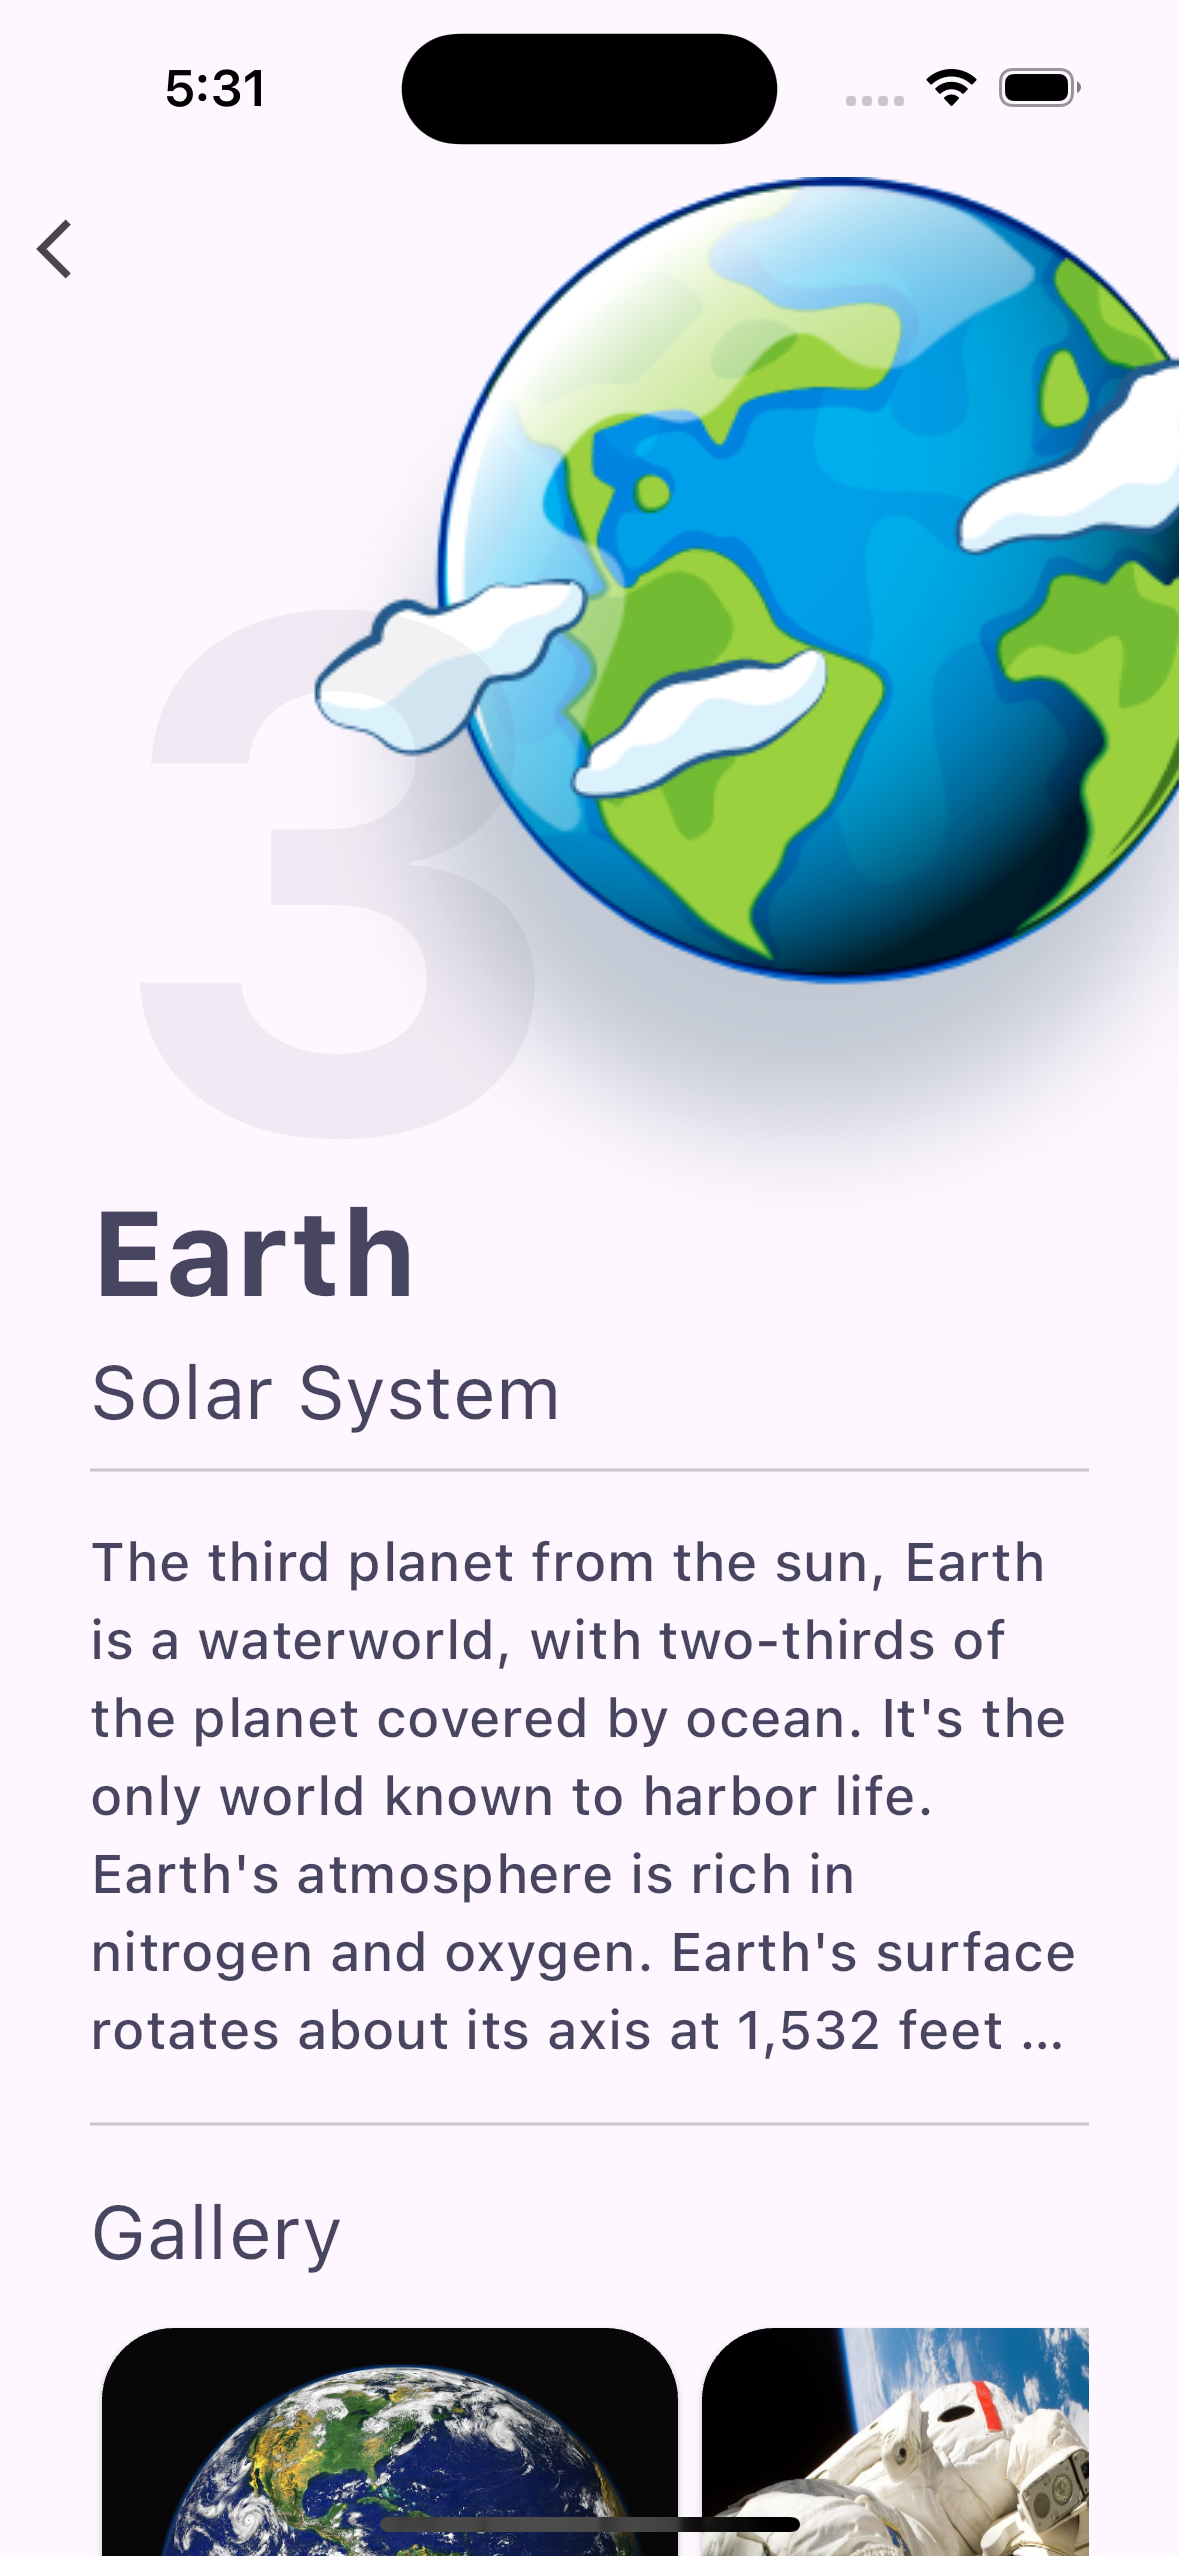 5:31
3
Earth
Solar System
The third planet from the sun, Earth
is a waterworld, with two-thirds of
the planet covered by ocean. It's the
only world known to harbor life.
Earth's atmosphere is rich in
nitrogen and oxygen. Earth's surface
rotates about its axis at 1,532 feet ...
Gallery